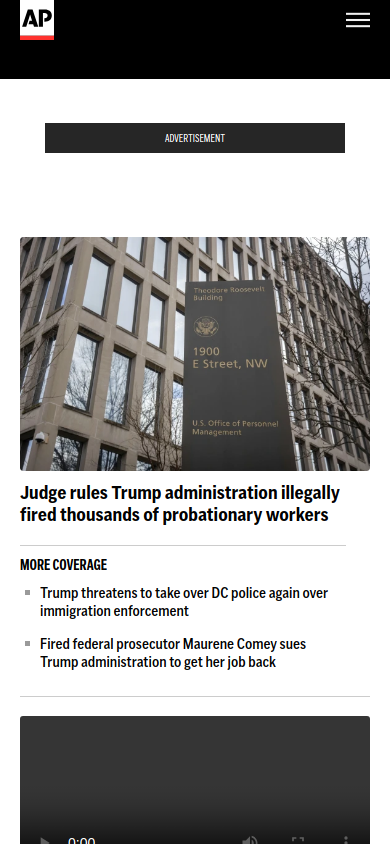 AP
ADVERTISEMENT
Theodore Roosevelt
Building
1900
E Street, NW
U.S. Office of Personnel
Management
Judge rules Trump administration illegally
fired thousands of probationary workers
MORE COVERAGE
Trump threatens to take over DC police again over
immigration enforcement
Fired federal prosecutor Maurene Comey sues
Trump administration to get her job back
0:00